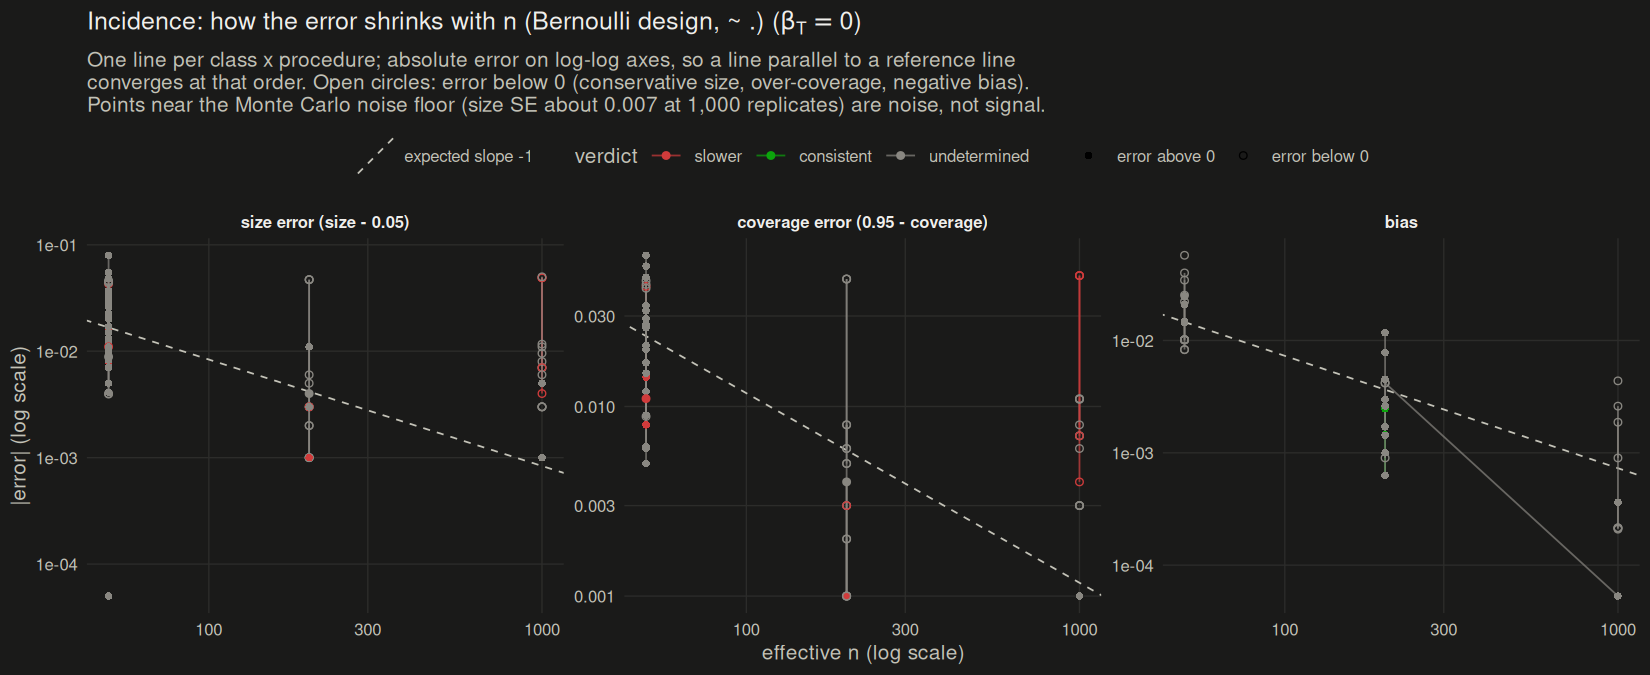 Incidence: how the error shrinks with n (Bernoulli design, ~ .) (βT = 0)
One line per class x procedure; absolute error on log-log axes, so a line parallel to a reference line
converges at that order. Open circles: error below 0 (conservative size, over-coverage, negative bias).
Points near the Monte Carlo noise floor (size SE about 0.007 at 1,000 replicates) are noise, not signal.
expected slope -1 verdict slower consistent undetermined error above 0 error below 0
size error (size - 0.05)
coverage error (0.95 - coverage)
bias
|error| (log scale)
1e-01
1e-02
1e-03
1e-04
0.030
0.010
0.003
0.001
1e-02
1e-03
1e-04
100 300 1000
100 300 1000
100 300 1000
effective n (log scale)